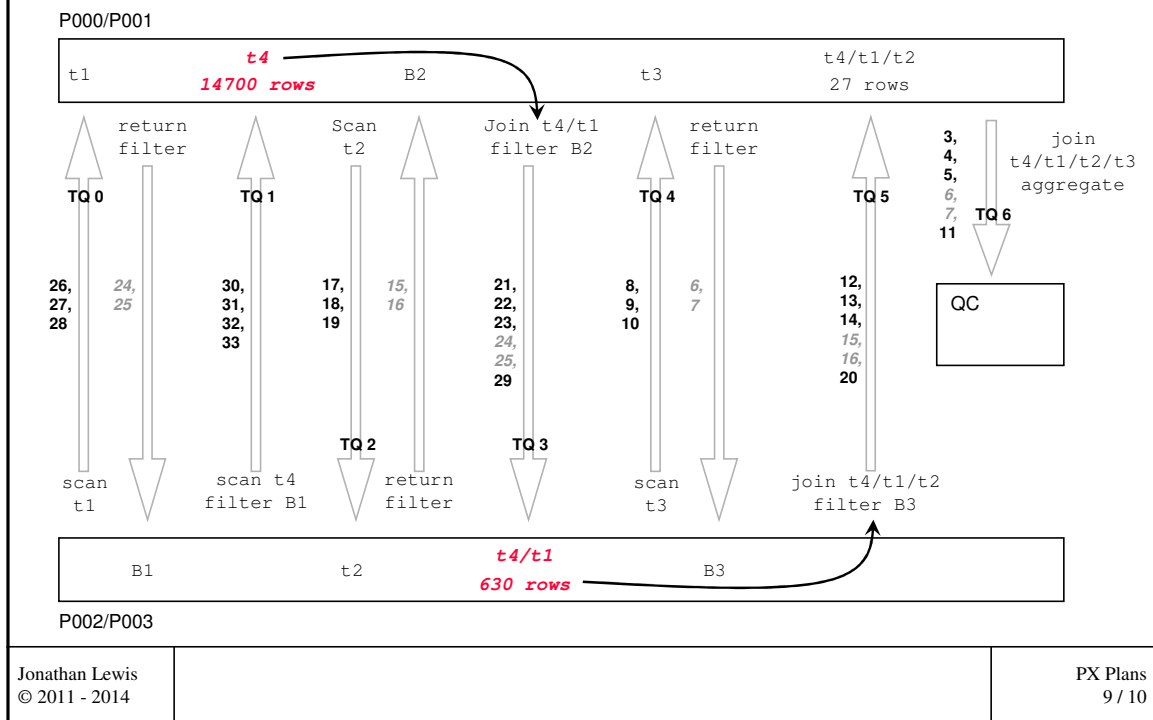 P000/P001
t1
t4
14700 rows
B2
t3
t4/t1/t2
27 rows
return
filter
Scan
t2
Join t4/t1
filter B2
return
filter
3,
4,
5,
6,
7,
11
join
t4/t1/t2/t3
aggregate
TQ 0
TQ 1
TQ 4
TQ 5
TQ 6
26,
27,
28
24,
25
30,
31,
32,
33
17,
18,
19
15,
16
21,
22,
23,
24,
25,
29
8,
9,
10
6,
7
12,
13,
14,
15,
16,
20
QC
TQ 2
TQ 3
scan
t1
scan t4
filter B1
return
filter
scan
t3
join t4/t1/t2
filter B3
B1
t2
t4/t1
630 rows
B3
P002/P003
Jonathan Lewis
© 2011 - 2014
PX Plans
9 / 10